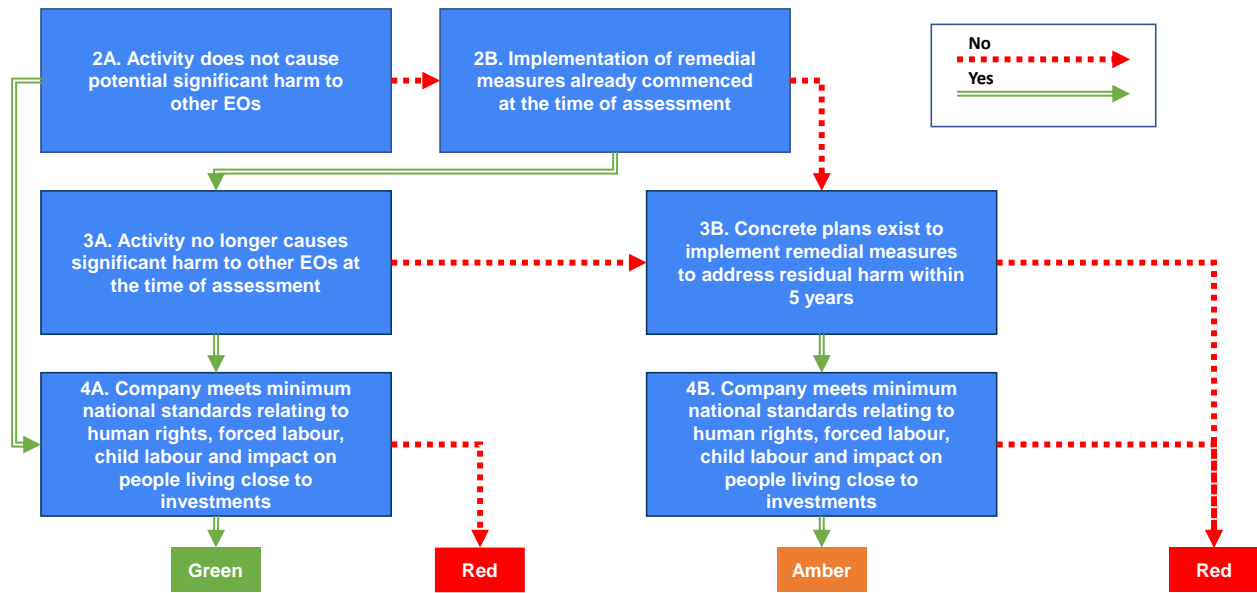 2A. Activity does not cause
potential significant harm to
other EOs
2B. Implementation of remedial
measures already commenced
at the time of assessment
No
Yes
3A. Activity no longer causes
significant harm to other EOs at
the time of assessment
3B. Concrete plans exist to
implement remedial measures
to address residual harm within
5 years
4A. Company meets minimum
national standards relating to
human rights, forced labour,
child labour and impact on
people living close to
investments
4B. Company meets minimum
national standards relating to
human rights, forced labour,
child labour and impact on
people living close to
investments
Green
Red
Amber
Red